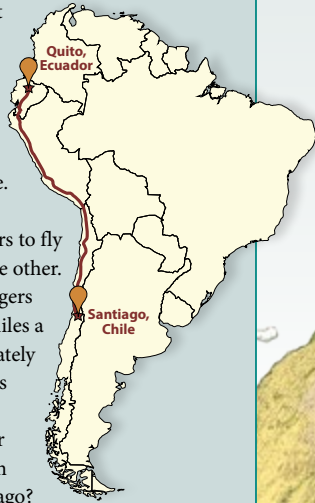 t
Quito,
Ecuador
e.
rs to fly
e other.
gers
iles a
ately
s
Santiago,
Chile
r
n
ago?